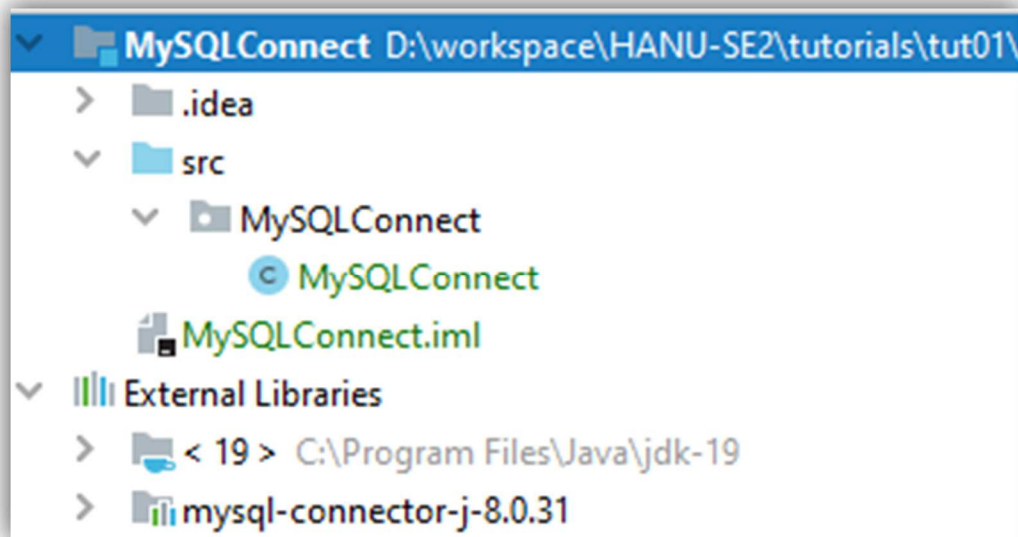 MySQLConnect D:\workspace\HANU-SE2\tutorials\tut01\
.idea
src
MySQLConnect
C MySQLConnect
MySQLConnect.iml
External Libraries
< 19 > C:\Program Files\Java\jdk-19
mysql-connector-j-8.0.31